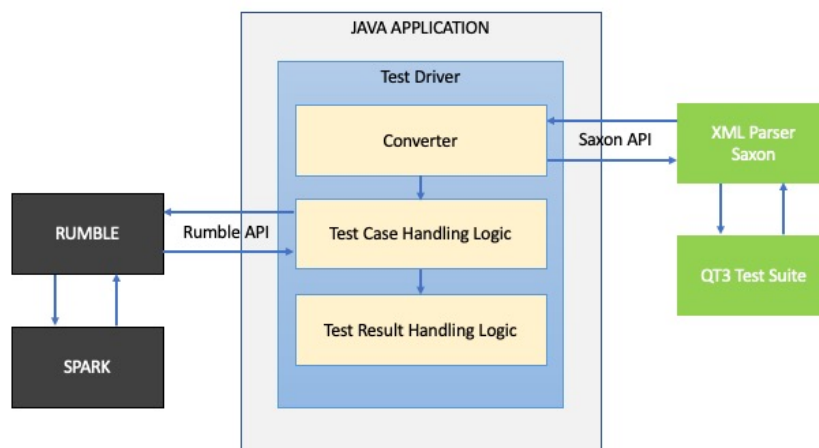 JAVA APPLICATION
Test Driver
Converter
Saxon API
XML Parser
Saxon
RUMBLE
Rumble API
Test Case Handling Logic
QT3 Test Suite
Test Result Handling Logic
SPARK